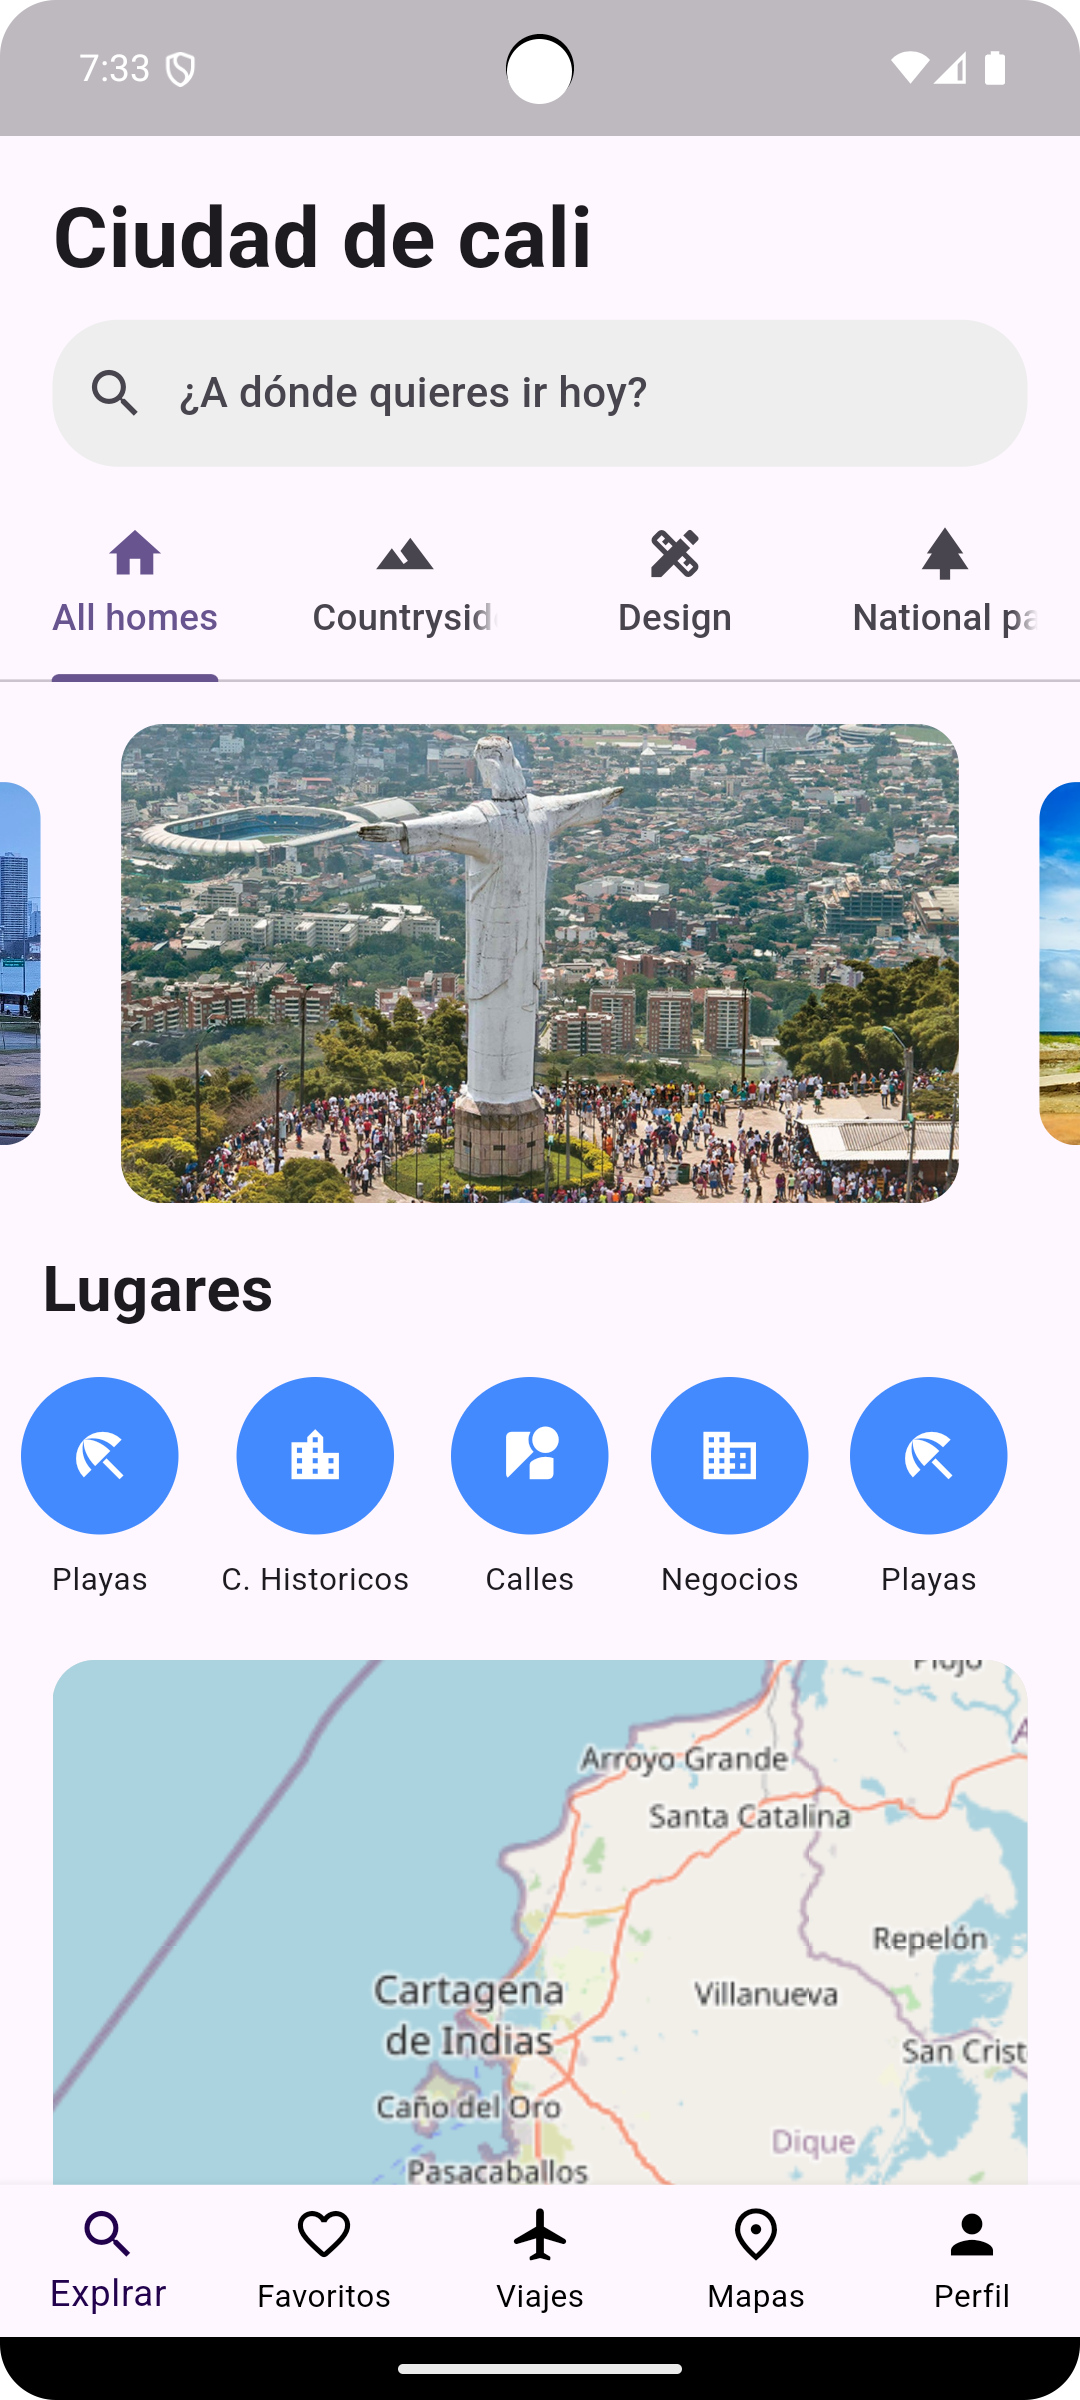 7:33
Ciudad de cali
¿A dónde quieres ir hoy?
All homes
Countrysid
Design
National pa
Lugares
Playas
C. Historicos
Calles
Negocios
Playas
Piojó
Arroyo Grande
Santa Catalina
Repelón
Cartagena
de Indias
Villanueva
San Crist
Caño del Oro
Dique
Pasacaballos
Explrar
Favoritos
Viajes
Mapas
Perfil